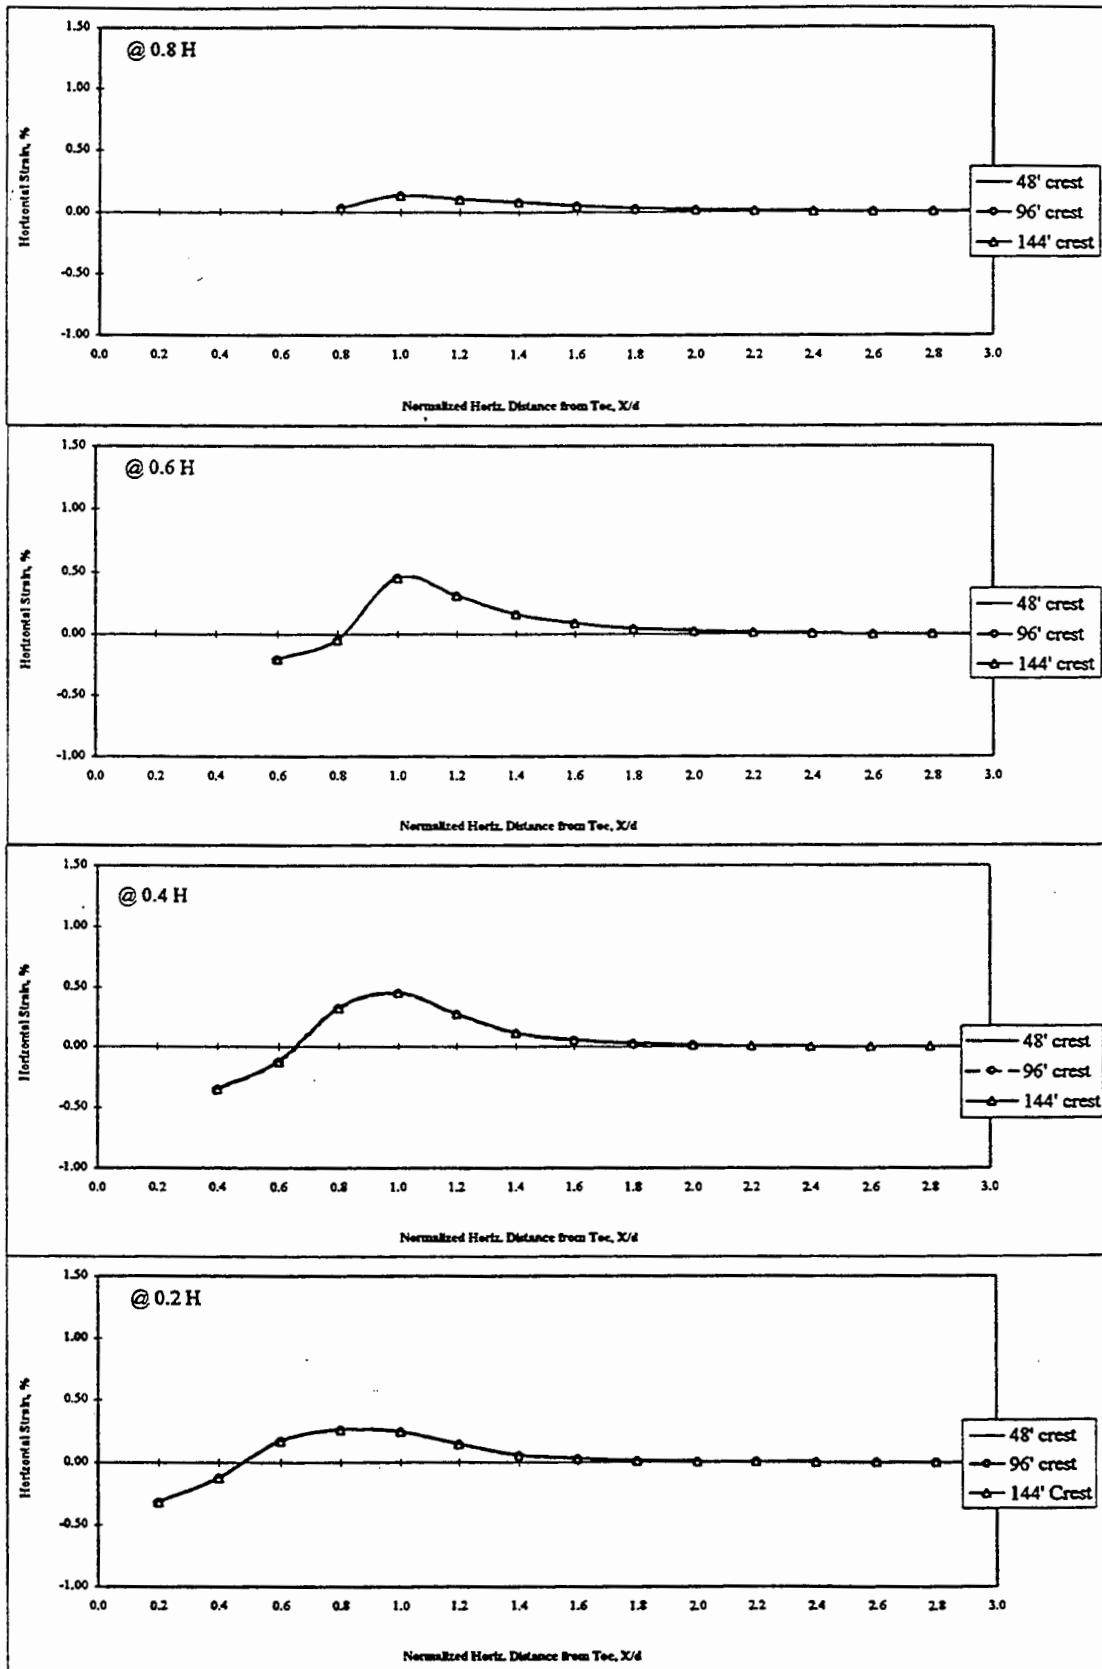 @ 0.8 H
1.50
1.00
0.50
0.00
-0.50
-1.00
Horizontal Strain, %
0.0 0.2 0.4 0.6 0.8 1.0 1.2 1.4 1.6 1.8 2.0 2.2 2.4 2.6 2.8 3.0
Normalized Horiz. Distance from Toe, X/d
48' crest
96' crest
144' crest
@ 0.6 H
1.50
1.00
0.50
0.00
-0.50
-1.00
Horizontal Strain, %
0.0 0.2 0.4 0.6 0.8 1.0 1.2 1.4 1.6 1.8 2.0 2.2 2.4 2.6 2.8 3.0
Normalized Horiz. Distance from Toe, X/d
48' crest
96' crest
144' crest
@ 0.4 H
1.50
1.00
0.50
0.00
-0.50
-1.00
Horizontal Strain, %
0.0 0.2 0.4 0.6 0.8 1.0 1.2 1.4 1.6 1.8 2.0 2.2 2.4 2.6 2.8 3.0
Normalized Horiz. Distance from Toe, X/d
48' crest
96' crest
144' crest
@ 0.2 H
1.50
1.00
0.50
0.00
-0.50
-1.00
Horizontal Strain, %
0.0 0.2 0.4 0.6 0.8 1.0 1.2 1.4 1.6 1.8 2.0 2.2 2.4 2.6 2.8 3.0
Normalized Horiz. Distance from Toe, X/d
48' crest
96' crest
144' Crest